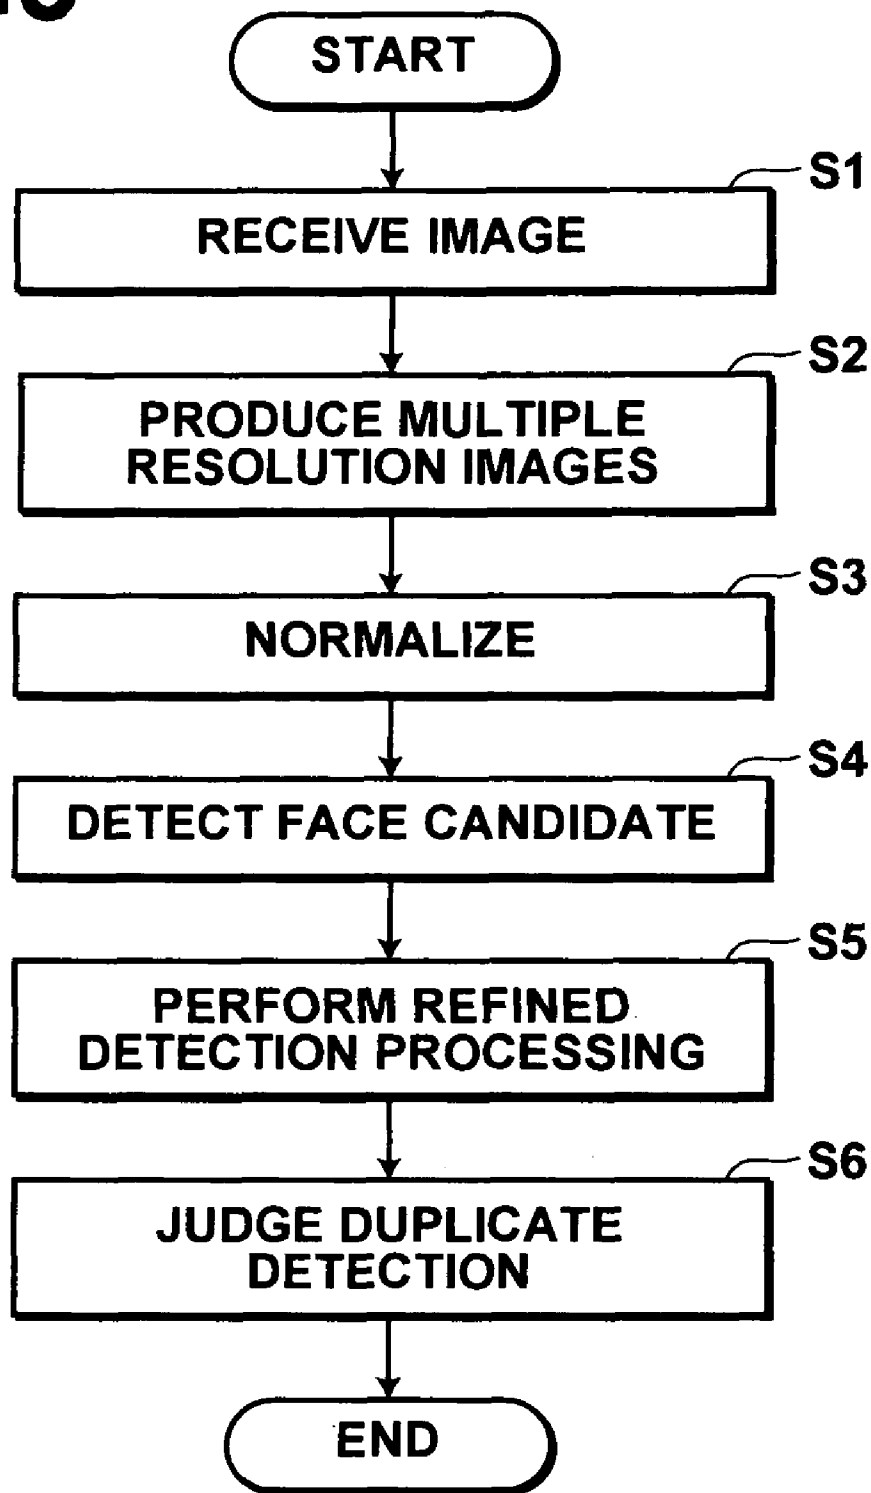 START
S1
RECEIVE IMAGE
S2
PRODUCE MULTIPLE
RESOLUTION IMAGES
S3
NORMALIZE
S4
DETECT FACE CANDIDATE
S5
PERFORM REFINED
DETECTION PROCESSING
S6
JUDGE DUPLICATE
DETECTION
END